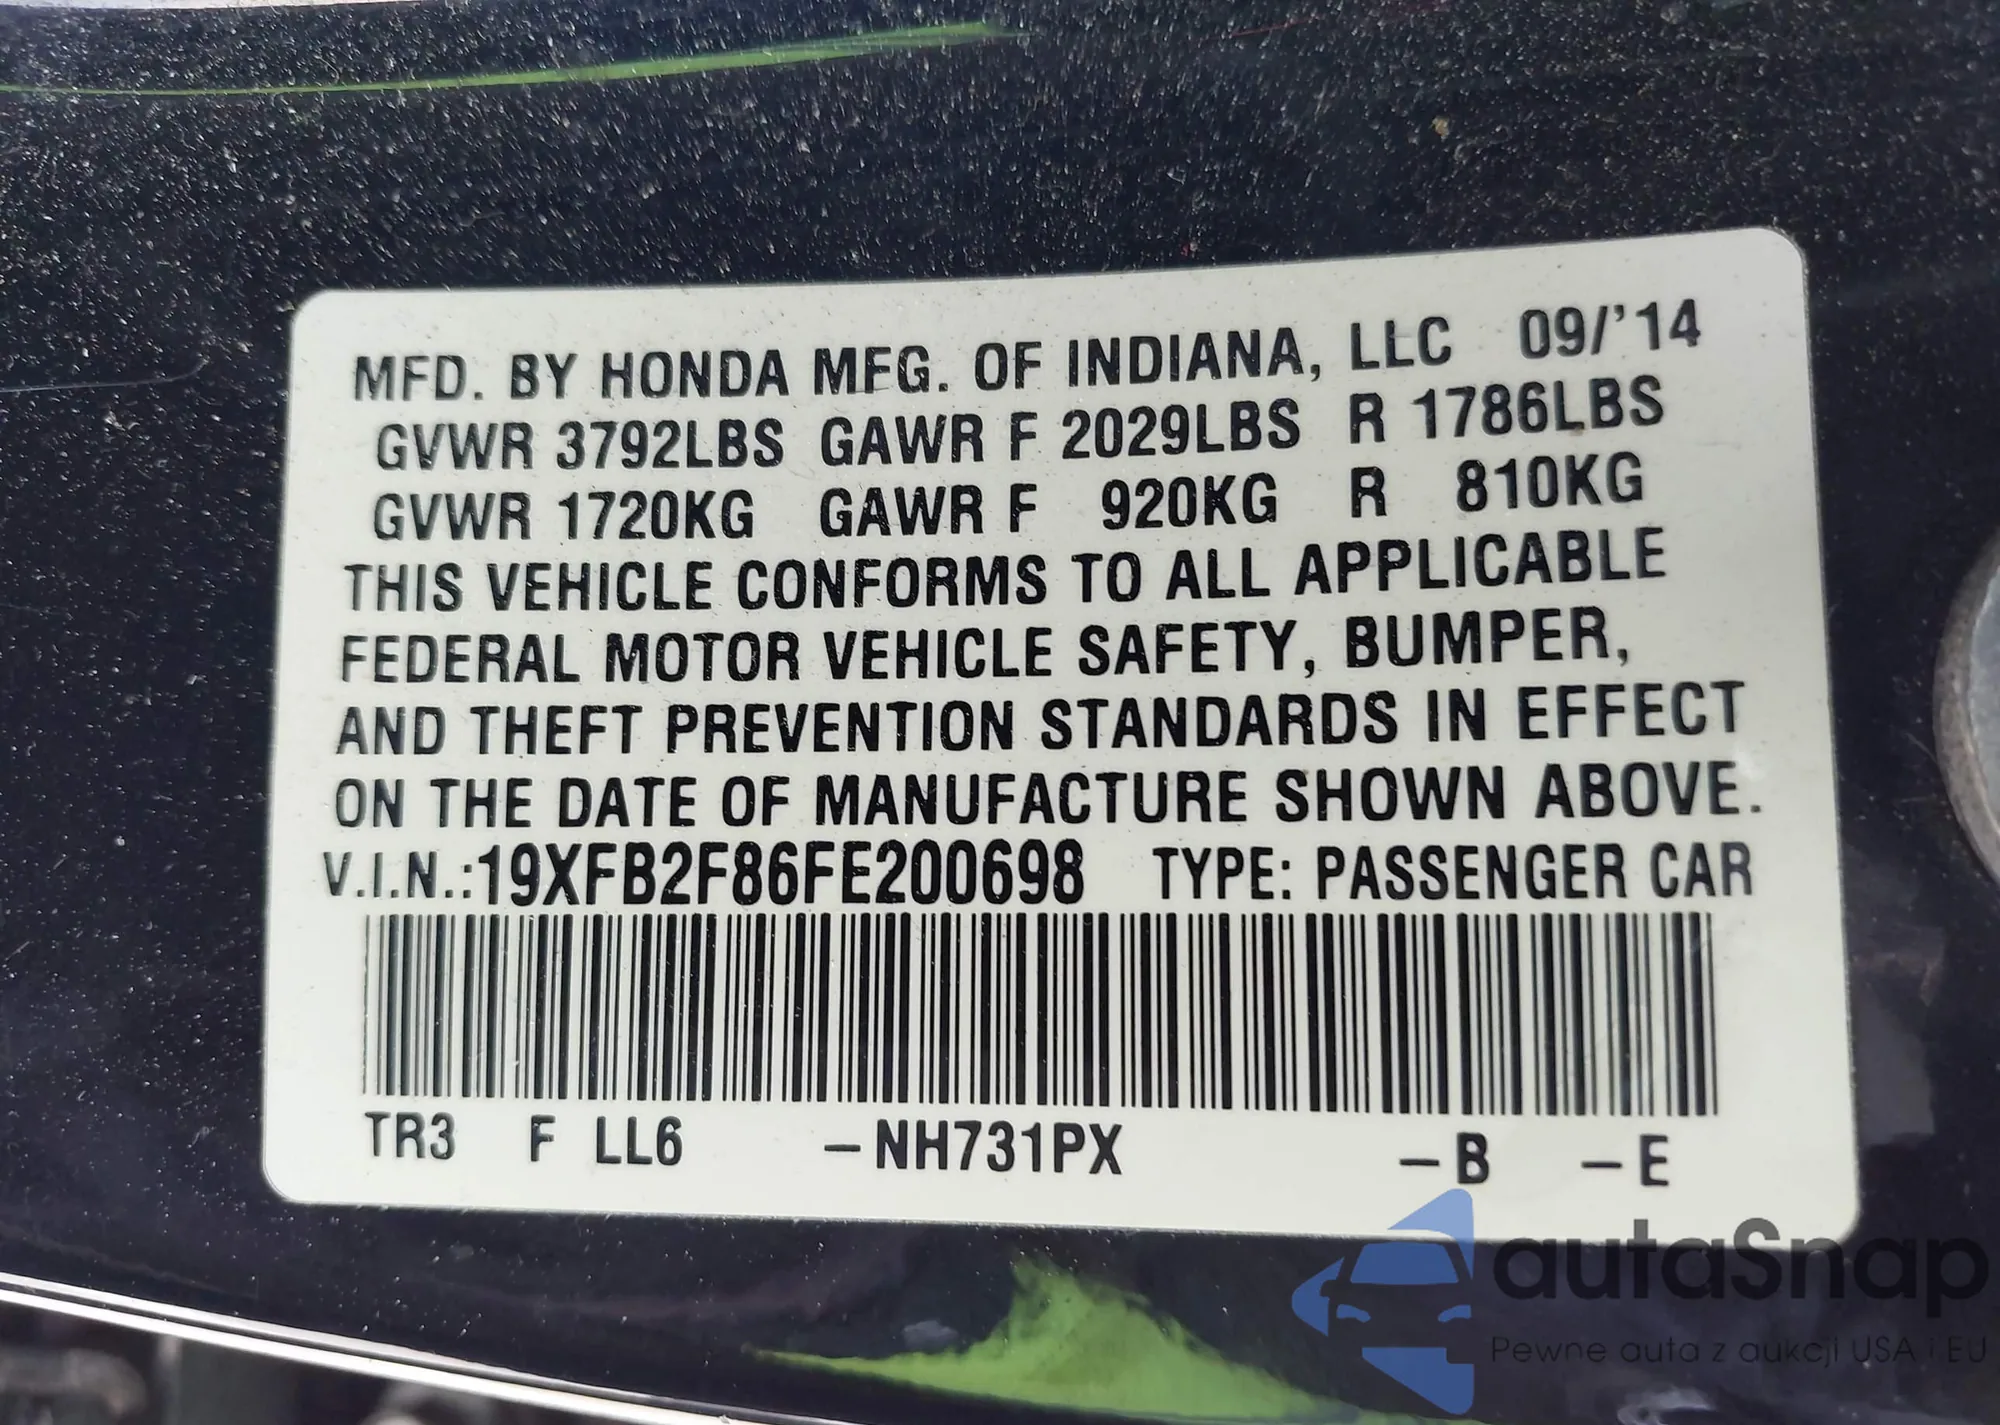 MFD. BY HONDA MFG. OF INDIANA, LLC 09/'14
GVWR 3792LBS GAWR F 2029LBS R 1786LBS
GVWR 1720KG GAWR F 920KG R 810KG
THIS VEHICLE CONFORMS TO ALL APPLICABLE
FEDERAL MOTOR VEHICLE SAFETY, BUMPER,
AND THEFT PREVENTION STANDARDS IN EFFECT
ON THE DATE OF MANUFACTURE SHOWN ABOVE.
V.I.N.:19XFB2F86FE200698 TYPE: PASSENGER CAR
TR3 F LL6 –NH731PX –B –E
autaSnap
Pewne auta z aukcji USA i EU